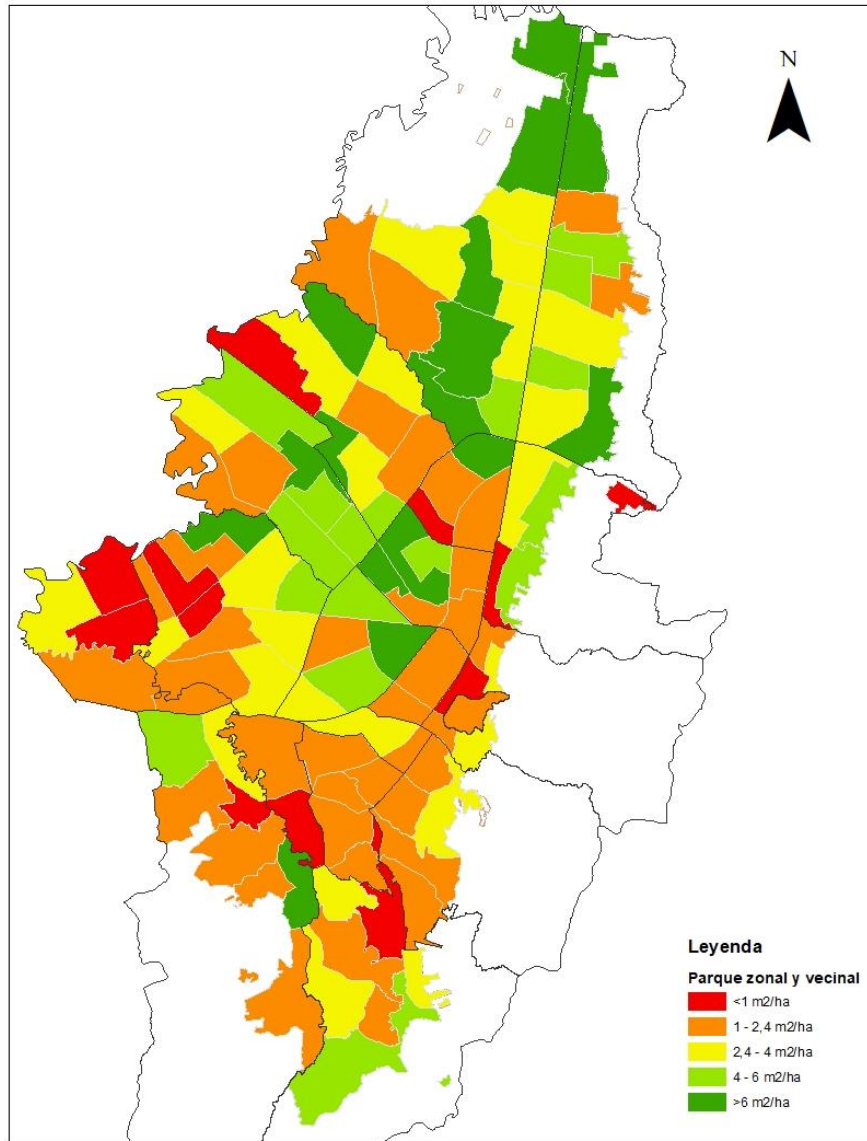 N
Leyenda
Parque zonal y vecinal
<1 m2/ha
1 - 2,4 m2/ha
2,4 - 4 m2/ha
4 - 6 m2/ha
>6 m2/ha